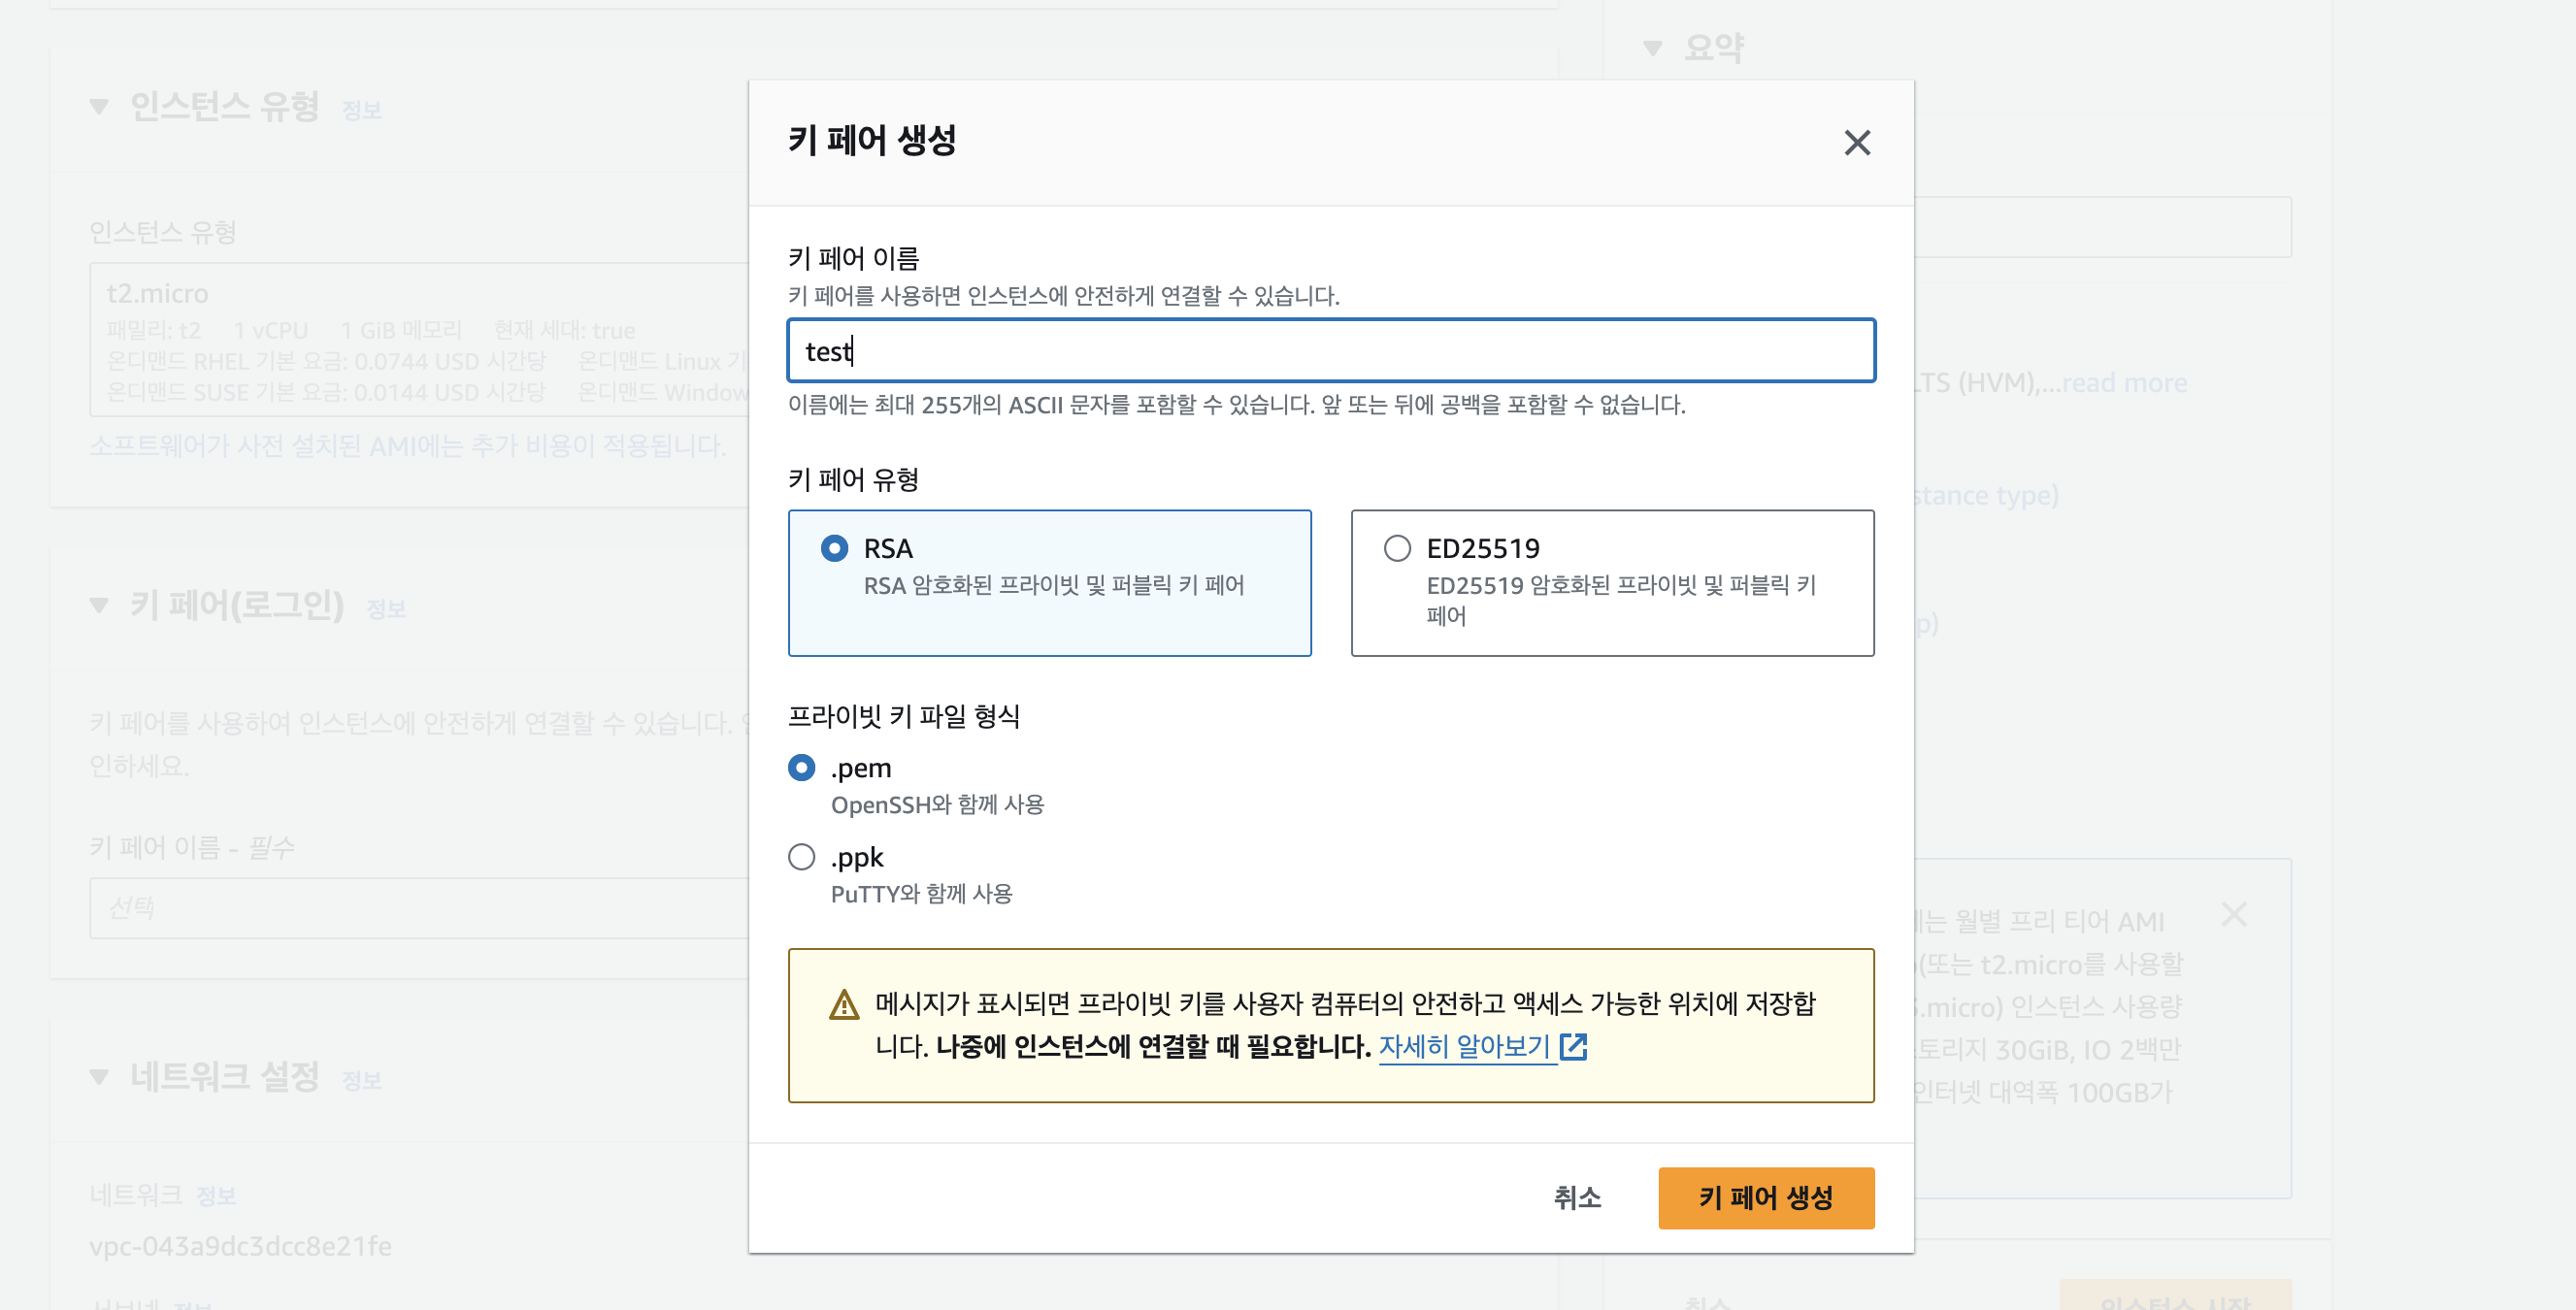 인스턴스 유형 정보
인스턴스 유형
t2.micro
패밀리: t2 1 vCPU 1 GiB 메모리 현재 세대: true
온디맨드 RHEL 기본 요금: 0.0744 USD 시간당 온디맨드 Linux 기
온디맨드 SUSE 기본 요금: 0.0144 USD 시간당 온디맨드 Window
소프트웨어가 사전 설치된 AMI에는 추가 비용이 적용됩니다.
키 페어(로그인) 정보
키 페어를 사용하여 인스턴스에 안전하게 연결할 수 있습니다.
인하세요.
키 페어 이름 - 필수
선택
네트워크 설정 정보
네트워크 정보
vpc-043a9dc3dcc8e21fe
키 페어 생성
키 페어 이름
키 페어를 사용하면 인스턴스에 안전하게 연결할 수 있습니다.
test
이름에는 최대 255개의 ASCII 문자를 포함할 수 있습니다. 앞 또는 뒤에 공백을 포함할 수 없습니다.
키 페어 유형
RSA
RSA 암호화된 프라이빗 및 퍼블릭 키 페어
ED25519
ED25519 암호화된 프라이빗 및 퍼블릭 키
페어
프라이빗 키 파일 형식
.pem
OpenSSH와 함께 사용
.ppk
PuTTY와 함께 사용
메시지가 표시되면 프라이빗 키를 사용자 컴퓨터의 안전하고 액세스 가능한 위치에 저장합
니다. 나중에 인스턴스에 연결할 때 필요합니다. 자세히 알아보기
취소 키 페어 생성
요약
LTS (HVM),...read more
stance type)
p)
는 월별 프리 티어 AMI
(또는 t2.micro를 사용할
.micro) 인스턴스 사용량
토리지 30GiB, IO 2백만
인터넷 대역폭 100GB가